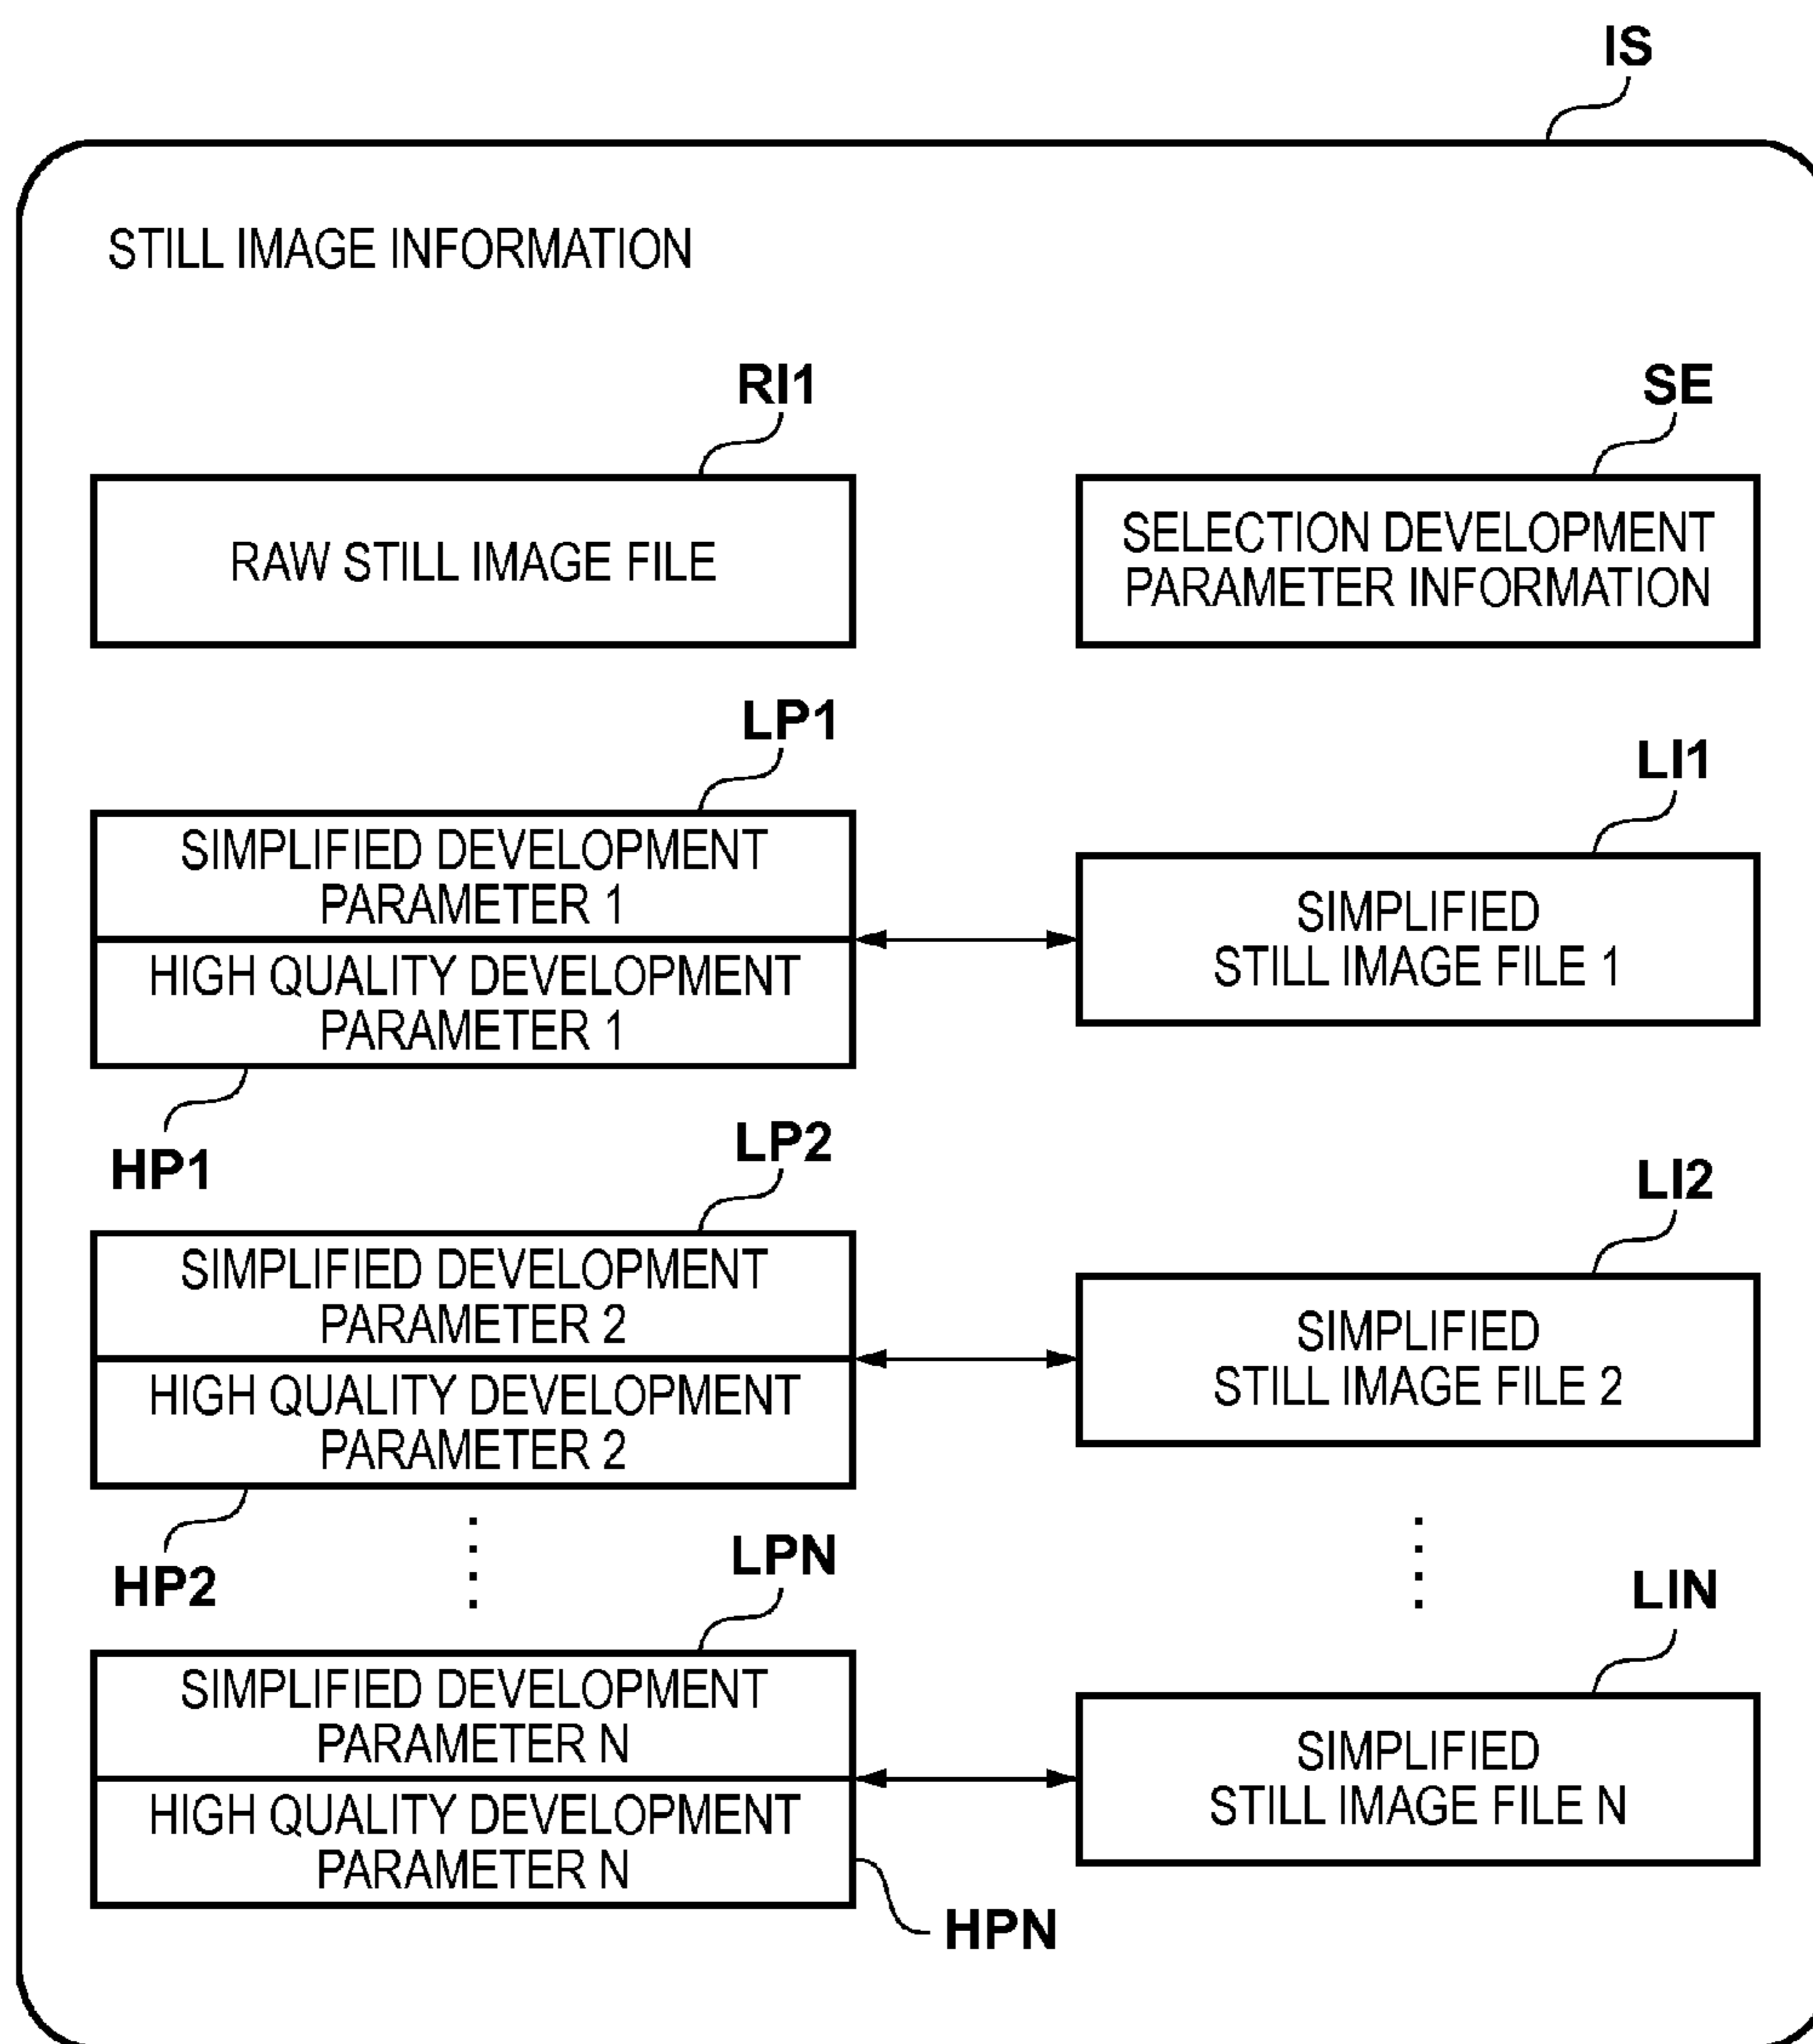 IS
STILL IMAGE INFORMATION
RI1
SE
RAW STILL IMAGE FILE
SELECTION DEVELOPMENT
PARAMETER INFORMATION
LP1
LI1
SIMPLIFIED DEVELOPMENT
PARAMETER 1
HIGH QUALITY DEVELOPMENT
PARAMETER 1
SIMPLIFIED
STILL IMAGE FILE 1
HP1
LP2
LI2
SIMPLIFIED DEVELOPMENT
PARAMETER 2
HIGH QUALITY DEVELOPMENT
PARAMETER 2
SIMPLIFIED
STILL IMAGE FILE 2
HP2
LPN
LIN
SIMPLIFIED DEVELOPMENT
PARAMETER N
HIGH QUALITY DEVELOPMENT
PARAMETER N
SIMPLIFIED
STILL IMAGE FILE N
HPN